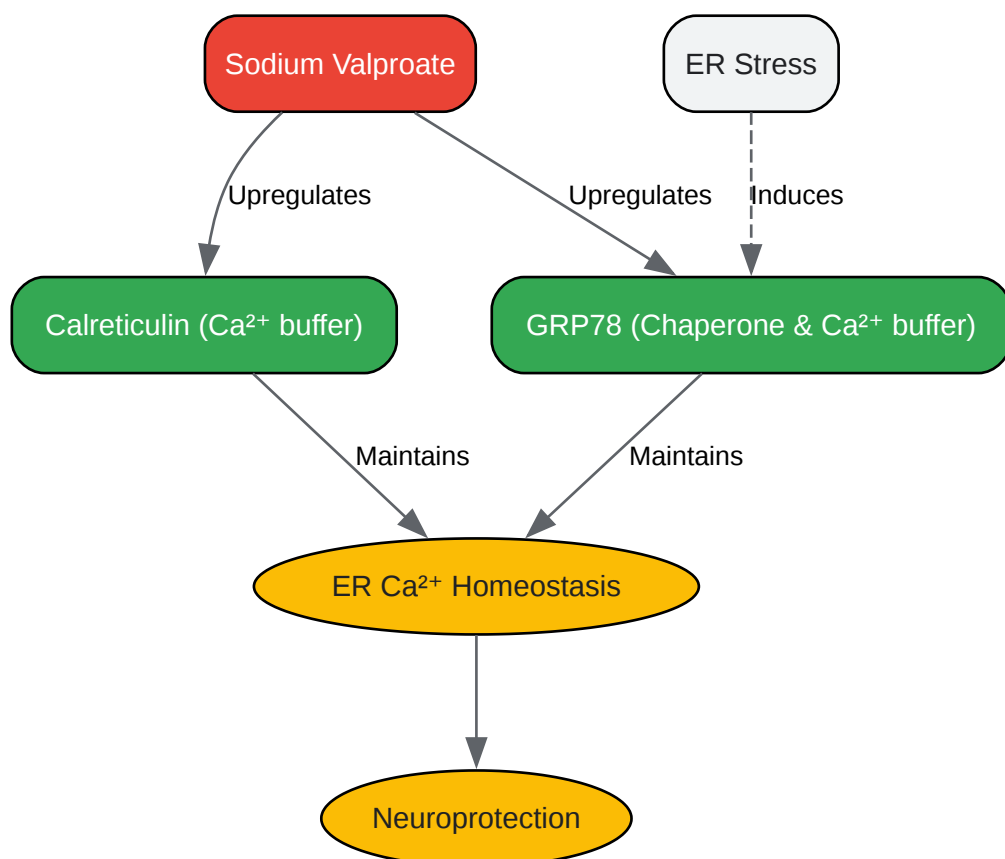 Sodium Valproate
ER Stress
Upregulates
Upregulates
Induces
Calreticulin (Ca²⁺ buffer)
GRP78 (Chaperone & Ca²⁺ buffer)
Maintains
Maintains
ER Ca²⁺ Homeostasis
Neuroprotection